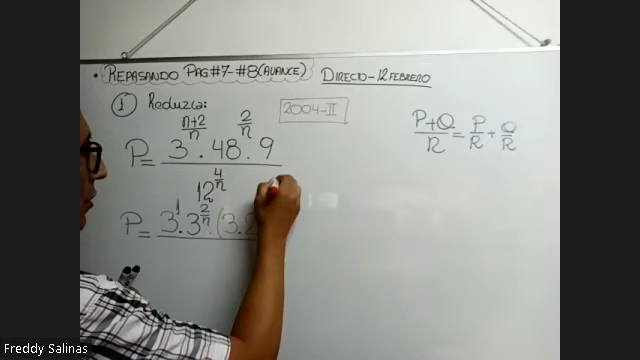 • REPASANDO PAG#7-#8(AVANCE) DIRECTO-12 FEBRERO
① Reduzca: 2004-II
P = 3^((n+2)/n) . 48^(2/n) . 9 / 12^(4/n)
(P+Q)/R = P/R + Q/R
P = 3^1 . 3^(2/n) . (3.2
Freddy Salinas